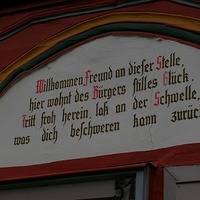 Willkommen Freund an dieser Stelle,
hier wohnt des Bürgers stilles Glück.
Tritt froh herein, laß an der Schwelle,
was dich beschweren kann zurück